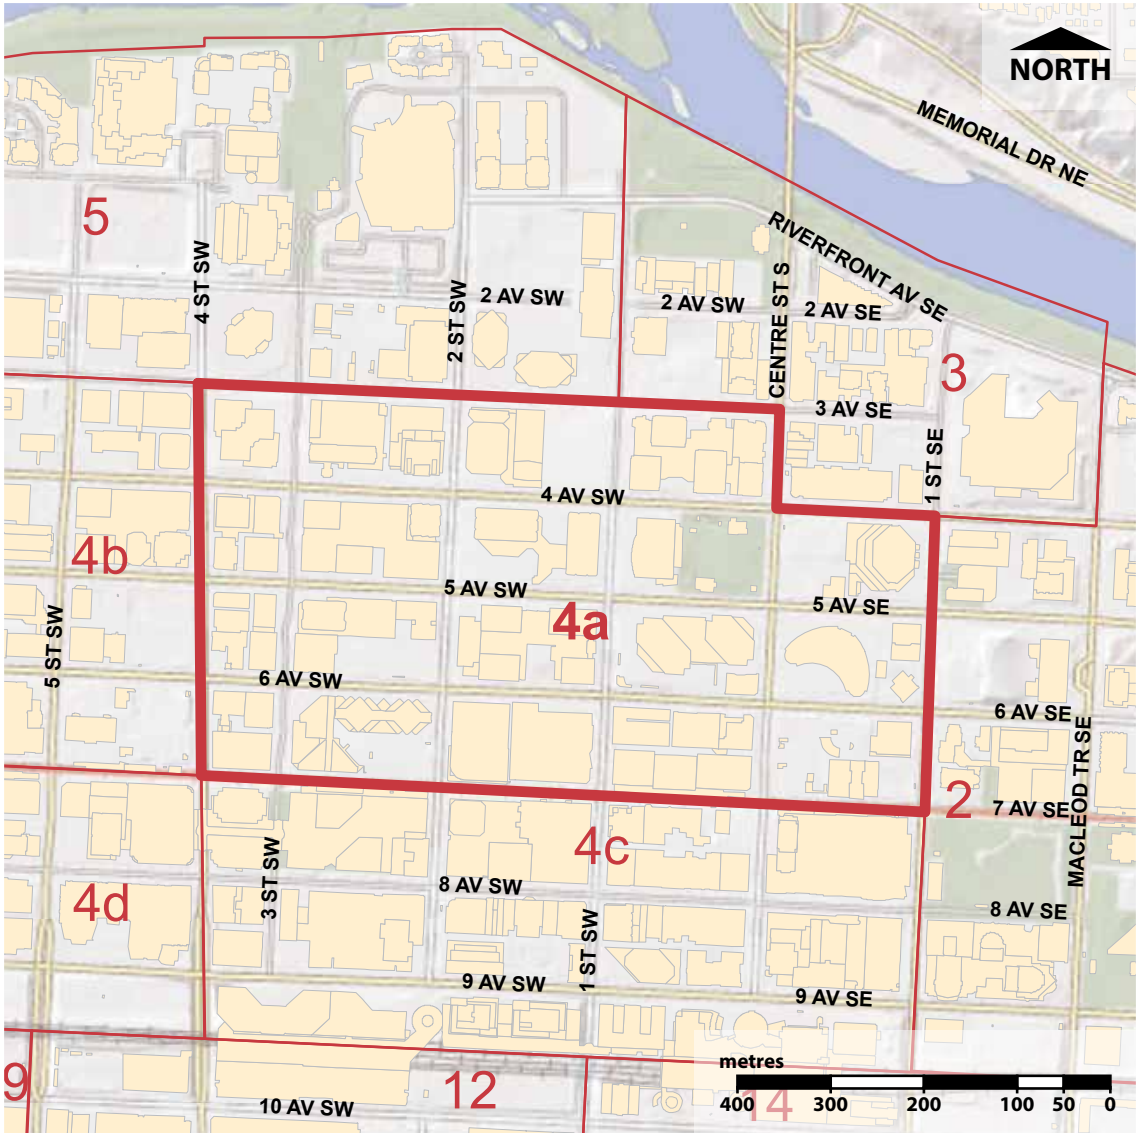 NORTH
MEMORIAL DR NE
5
RIVERFRONT AV SE
4 ST SW
2 ST SW
2 AV SW
2 AV SW
CENTRE ST S
2 AV SE
3
3 AV SE
1 ST SE
4 AV SW
4b
5 AV SW
4a
5 AV SE
5 ST SW
6 AV SW
6 AV SE
MACLEOD TR SE
2
7 AV SE
4c
3 ST SW
8 AV SW
4d
8 AV SE
1 ST SW
9 AV SW
9 AV SE
9
12
10 AV SW
14
metres
400 300 200 100 50 0